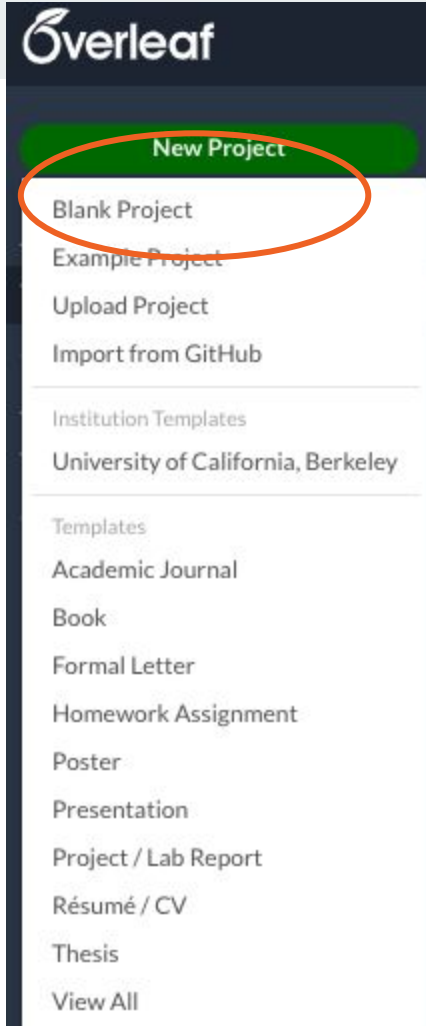 Overleaf
New Project
Blank Project
Example Project
Upload Project
Import from GitHub
Institution Templates
University of California, Berkeley
Templates
Academic Journal
Book
Formal Letter
Homework Assignment
Poster
Presentation
Project / Lab Report
Résumé / CV
Thesis
View All